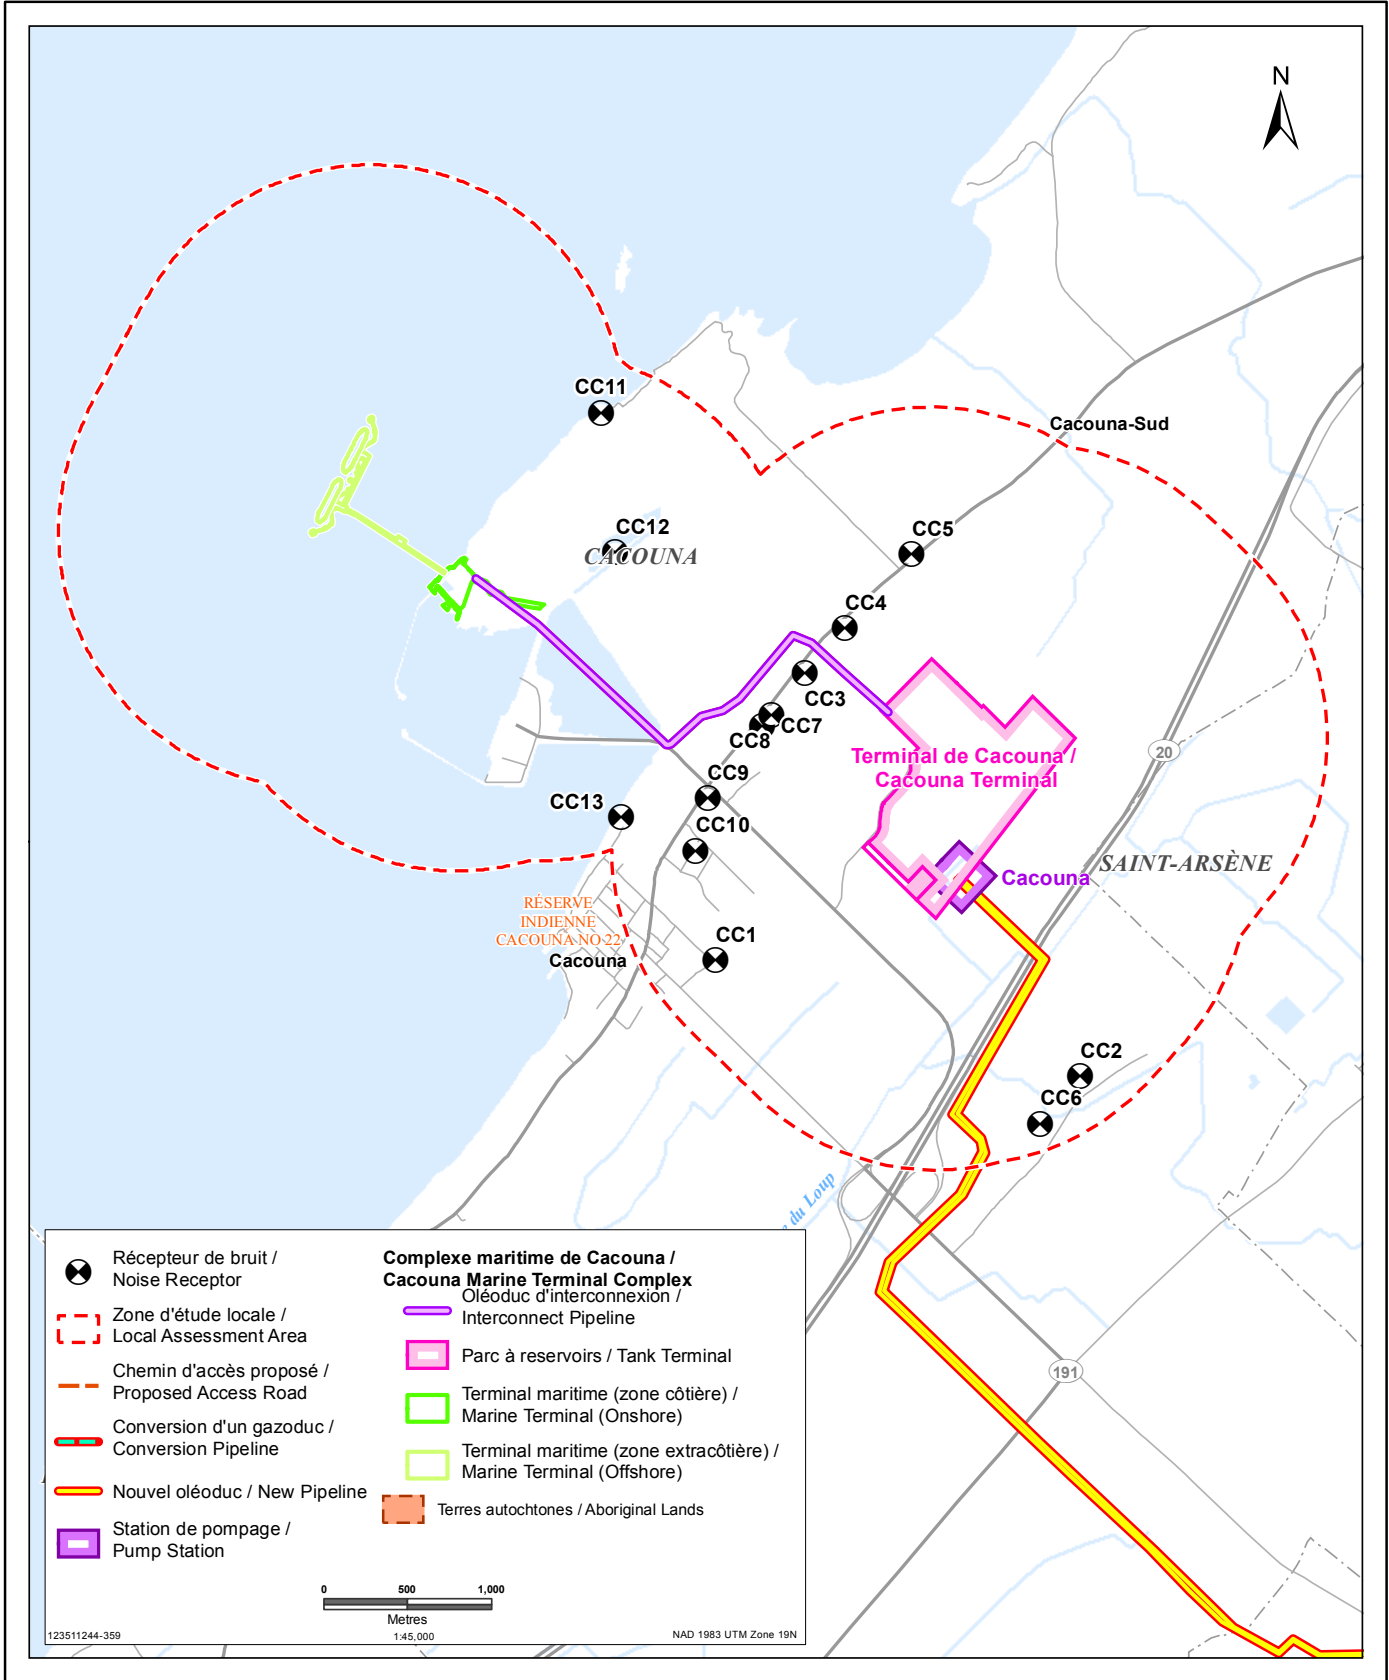 N
CC11
Cacouna-Sud
CC12
CACOUNA
CC5
CC4
CC3
CC7
CC8
Terminal de Cacouna /
Cacouna Terminal
20
CC9
CC13
CC10
SAINT-ARSÈNE
Cacouna
RÉSERVE
INDIENNE
CACOUNA NO 22
Cacouna
CC1
CC2
CC6
du Loup
191
Récepteur de bruit /
Noise Receptor
Zone d'étude locale /
Local Assessment Area
Chemin d'accès proposé /
Proposed Access Road
Conversion d'un gazoduc /
Conversion Pipeline
Nouvel oléoduc / New Pipeline
Station de pompage /
Pump Station
Complexe maritime de Cacouna /
Cacouna Marine Terminal Complex
Oléoduc d'interconnexion /
Interconnect Pipeline
Parc à reservoirs / Tank Terminal
Terminal maritime (zone côtière) /
Marine Terminal (Onshore)
Terminal maritime (zone extracôtière) /
Marine Terminal (Offshore)
Terres autochtones / Aboriginal Lands
0 500 1,000
Metres
1:45,000
123511244-359
NAD 1983 UTM Zone 19N